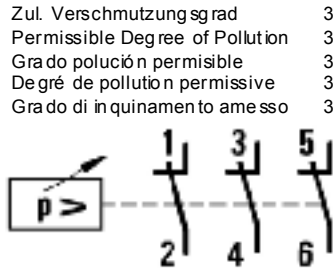 Zul. Verschmutzungsgrad 3
Permissible Degree of Pollution 3
Grado polución permisible 3
Degré de pollution permissive 3
Grado di inquinamento amesso 3
1 3 5
p >
2 4 6